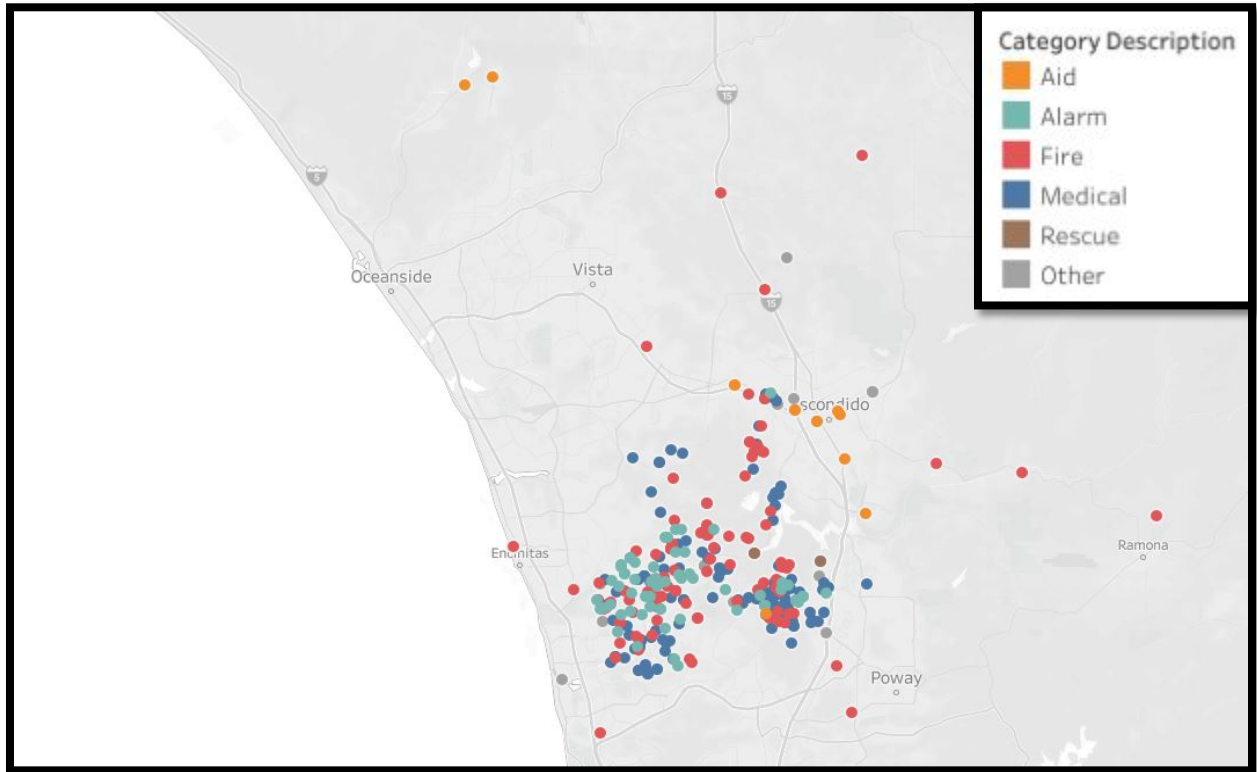 Category Description
Aid
Alarm
Fire
Medical
Rescue
Other
15
5
Oceanside
Vista
15
scondido
Encinitas
Ramona
Poway